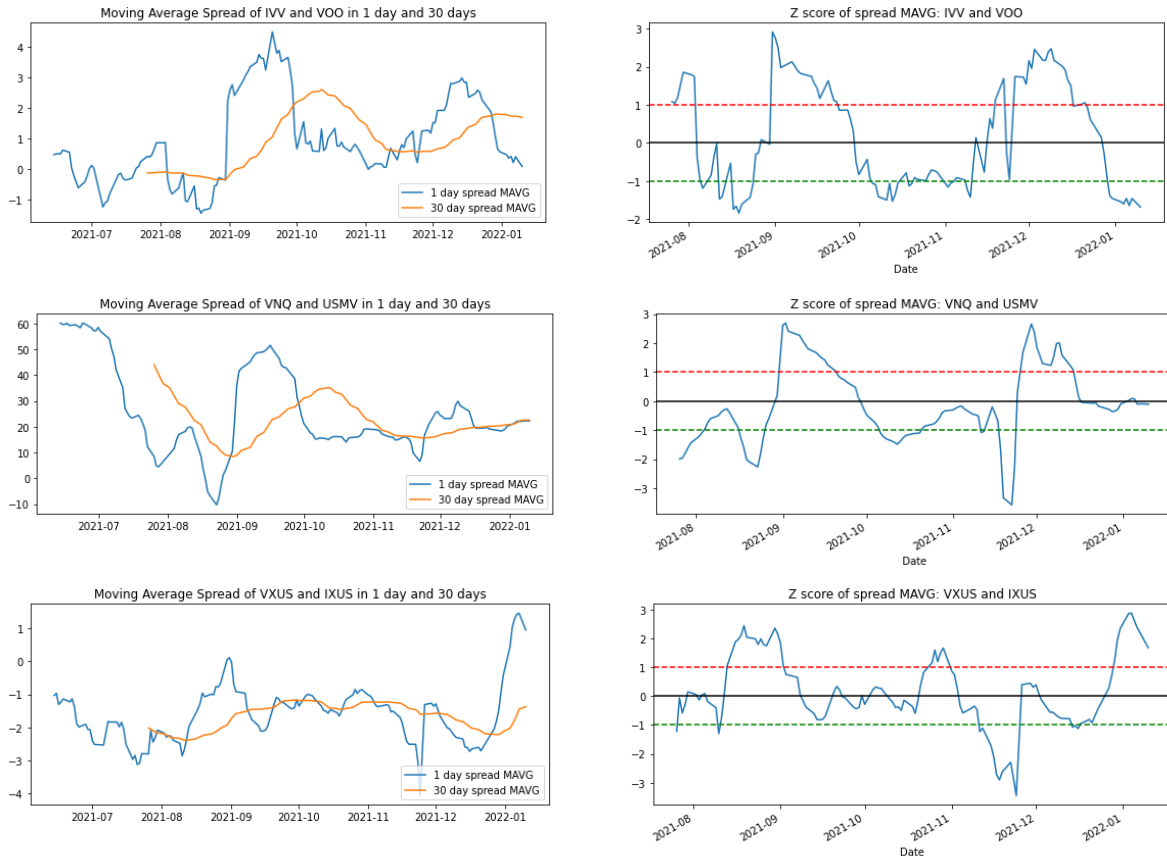 Moving Average Spread of IVV and VOO in 1 day and 30 days
4
3
2
1
0
−1
2021-07 2021-08 2021-09 2021-10 2021-11 2021-12 2022-01
1 day spread MAVG
30 day spread MAVG
Z score of spread MAVG: IVV and VOO
3
2
1
0
−1
−2
2021-08 2021-09 2021-10 2021-11 2021-12 2022-01
Date
Moving Average Spread of VNQ and USMV in 1 day and 30 days
60
50
40
30
20
10
0
−10
2021-07 2021-08 2021-09 2021-10 2021-11 2021-12 2022-01
1 day spread MAVG
30 day spread MAVG
Z score of spread MAVG: VNQ and USMV
3
2
1
0
−1
−2
−3
2021-08 2021-09 2021-10 2021-11 2021-12 2022-01
Date
Moving Average Spread of VXUS and IXUS in 1 day and 30 days
1
0
−1
−2
−3
−4
2021-07 2021-08 2021-09 2021-10 2021-11 2021-12 2022-01
1 day spread MAVG
30 day spread MAVG
Z score of spread MAVG: VXUS and IXUS
3
2
1
0
−1
−2
−3
2021-08 2021-09 2021-10 2021-11 2021-12 2022-01
Date